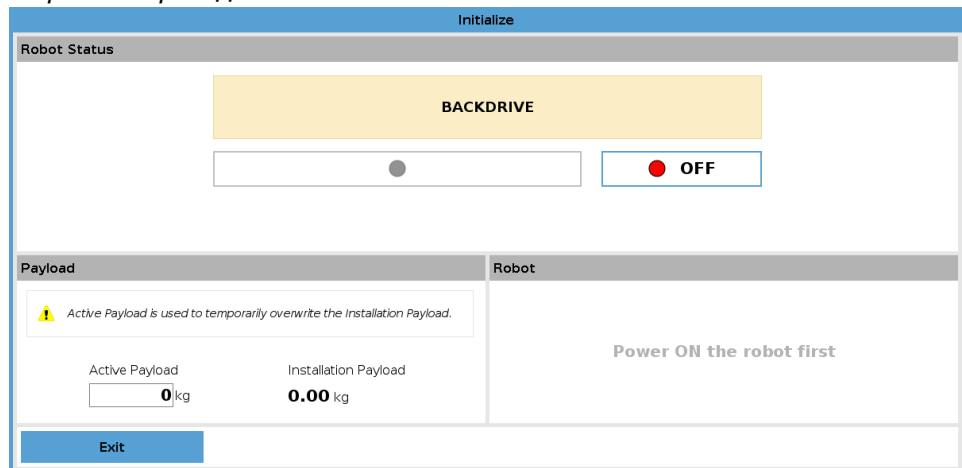 Initialize
Robot Status
BACKDRIVE
OFF
Payload
Robot
Active Payload is used to temporarily overwrite the Installation Payload.
Power ON the robot first
Active Payload
Installation Payload
0 kg
0.00 kg
Exit